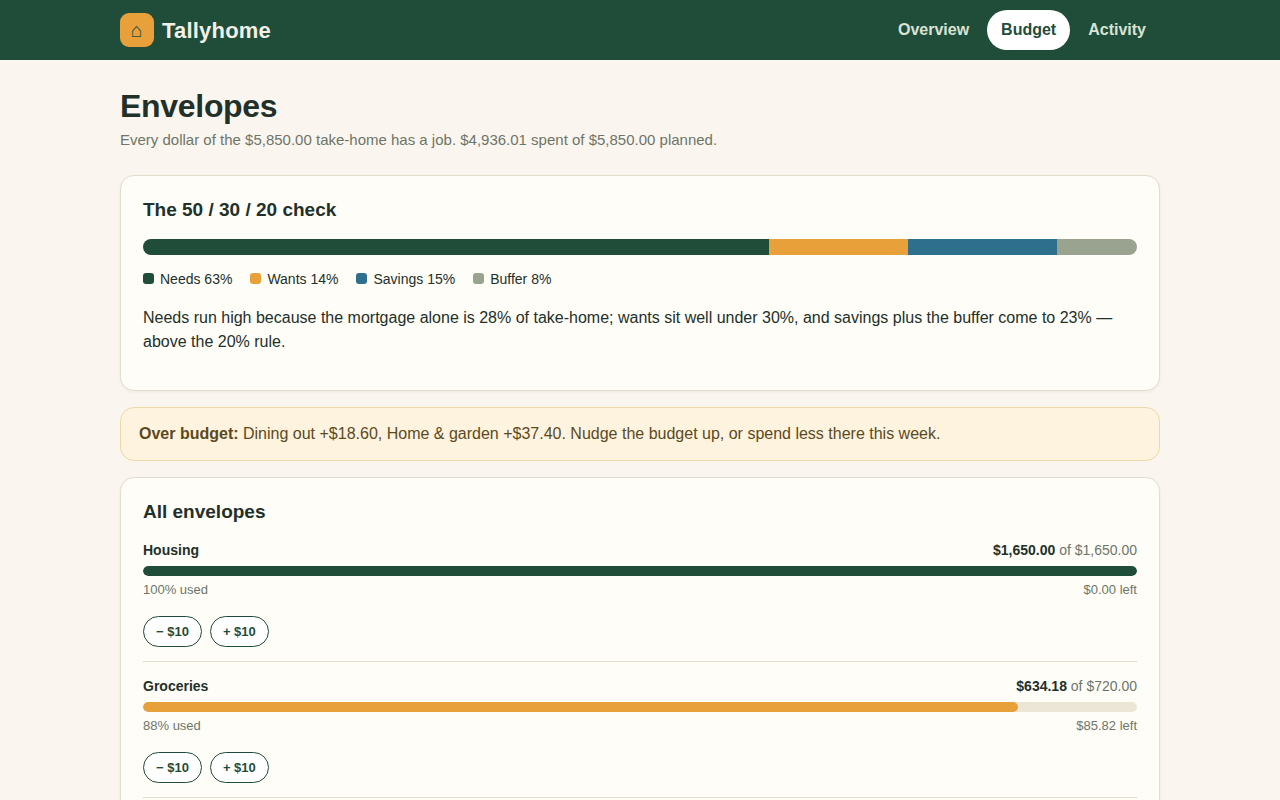 Tallyhome
Overview
Budget
Activity
Envelopes
Every dollar of the $5,850.00 take-home has a job. $4,936.01 spent of $5,850.00 planned.
The 50 / 30 / 20 check
Needs 63%
Wants 14%
Savings 15%
Buffer 8%
Needs run high because the mortgage alone is 28% of take-home; wants sit well under 30%, and savings plus the buffer come to 23% —
above the 20% rule.
Over budget: Dining out +$18.60, Home & garden +$37.40. Nudge the budget up, or spend less there this week.
All envelopes
Housing
$1,650.00 of $1,650.00
100% used
$0.00 left
− $10
+ $10
Groceries
$634.18 of $720.00
88% used
$85.82 left
− $10
+ $10